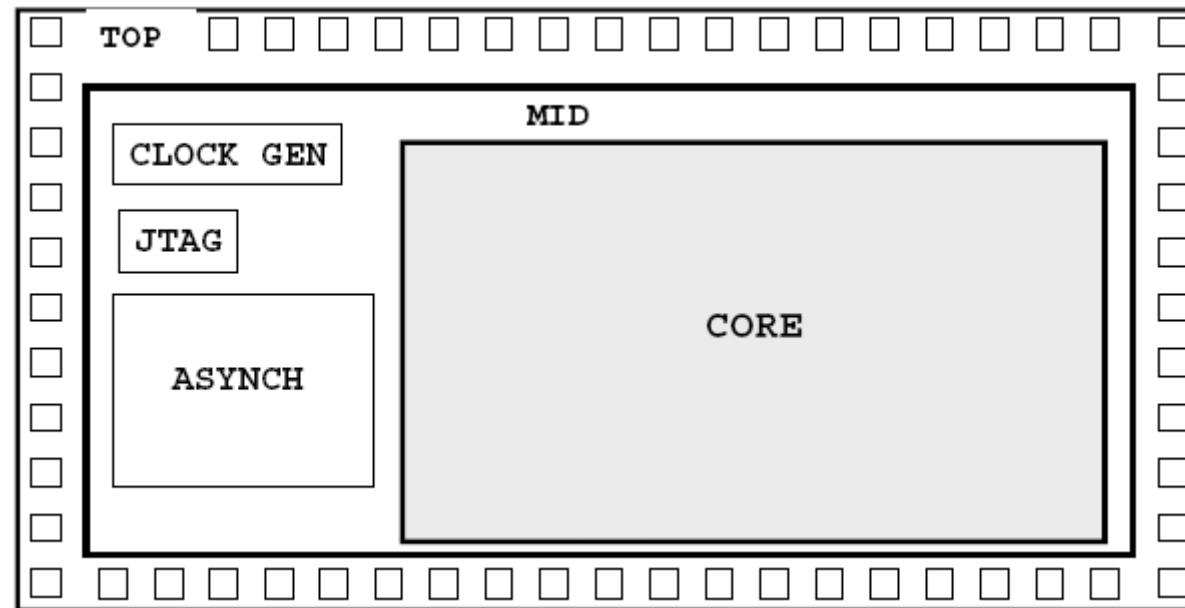 TOP
MID
CLOCK GEN
JTAG
CORE
ASYNCH